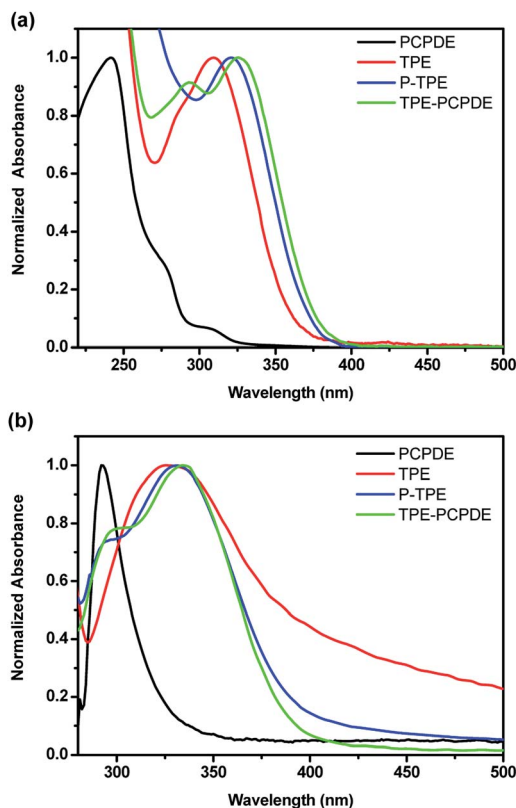 (a)
PCPDE
TPE
P-TPE
TPE-PCPDE
Normalized Absorbance
1.0
0.8
0.6
0.4
0.2
0.0
250 300 350 400 450 500
Wavelength (nm)
(b)
PCPDE
TPE
P-TPE
TPE-PCPDE
Normalized Absorbance
1.0
0.8
0.6
0.4
0.2
0.0
300 350 400 450 500
Wavelength (nm)